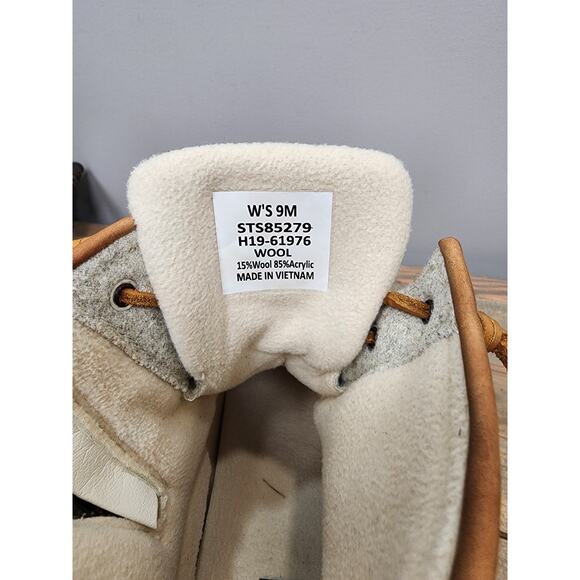 W'S 9M
STS85279
H19-61976
WOOL
15%Wool 85%Acrylic
MADE IN VIETNAM